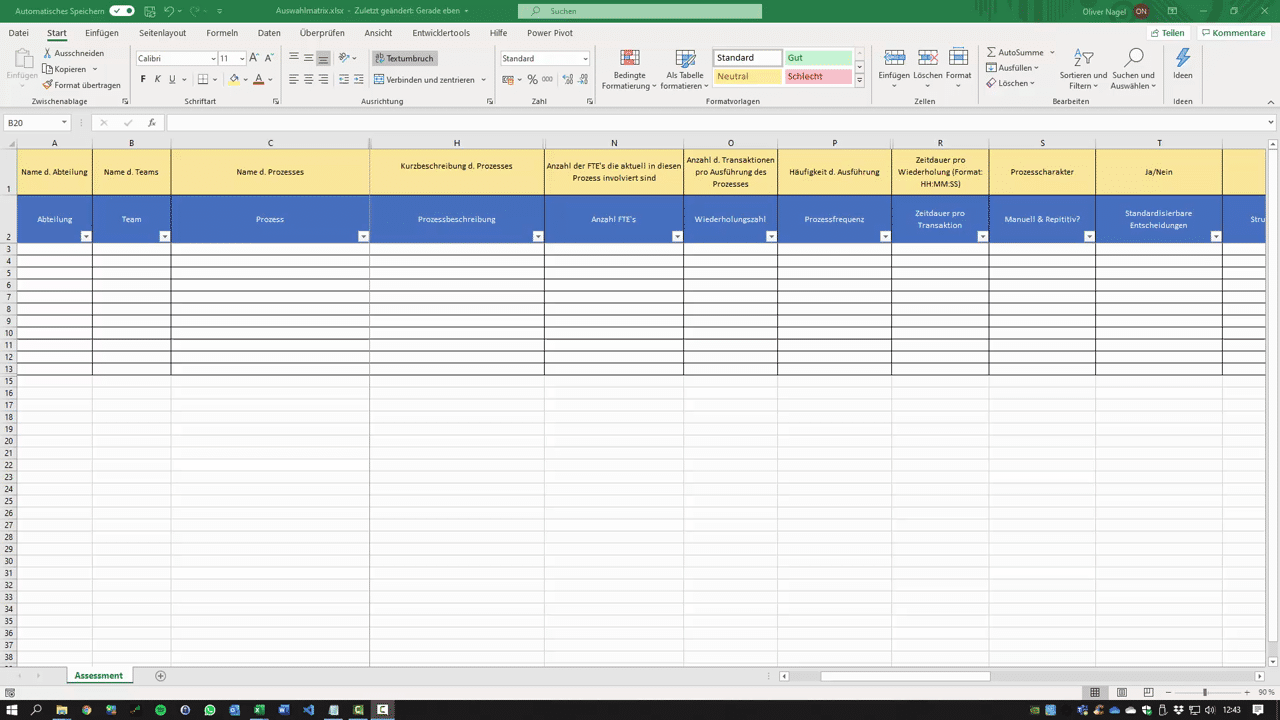 Automatisches Speichern
Auswahlmatrix.xlsx - Zuletzt geändert: Gerade eben
Suchen
Oliver Nagel
ON
Datei
Start
Einfügen
Seitenlayout
Formeln
Daten
Überprüfen
Ansicht
Entwicklertools
Hilfe
Power Pivot
Teilen
Kommentare
Einfügen
Ausschneiden
Kopieren
Format übertragen
Zwischenablage
Calibri
11
F K U
Schriftart
Textumbruch
Verbinden und zentrieren
Ausrichtung
Standard
Zahl
Bedingte
Formatierung
Als Tabelle
formatieren
Standard
Gut
Neutral
Schlecht
Formatvorlagen
Einfügen
Löschen
Format
Zellen
AutoSumme
Ausfüllen
Löschen
Sortieren und
Filtern
Suchen und
Auswählen
Bearbeiten
Ideen
Ideen
B20
fx
A B C H N O P R S T
1
Name d. Abteilung
Name d. Teams
Name d. Prozesses
Kurzbeschreibung d. Prozesses
Anzahl der FTE's die aktuell in diesen
Prozess involviert sind
Anzahl d. Transaktionen
pro Ausführung des
Prozesses
Häufigkeit d. Ausführung
Zeitdauer pro
Wiederholung (Format:
HH:MM:SS)
Prozesscharakter
Ja/Nein
2
Abteilung
Team
Prozess
Prozessbeschreibung
Anzahl FTE's
Wiederholungszahl
Prozessfrequenz
Zeitdauer pro
Transaktion
Manuell & Repititiv?
Standardisierbare
Entscheidungen
Stru
3
4
5
6
7
8
9
10
11
12
13
15
16
17
18
19
20
21
22
23
24
25
26
27
28
29
30
31
32
33
34
35
36
37
38
Assessment
90 %
12:43